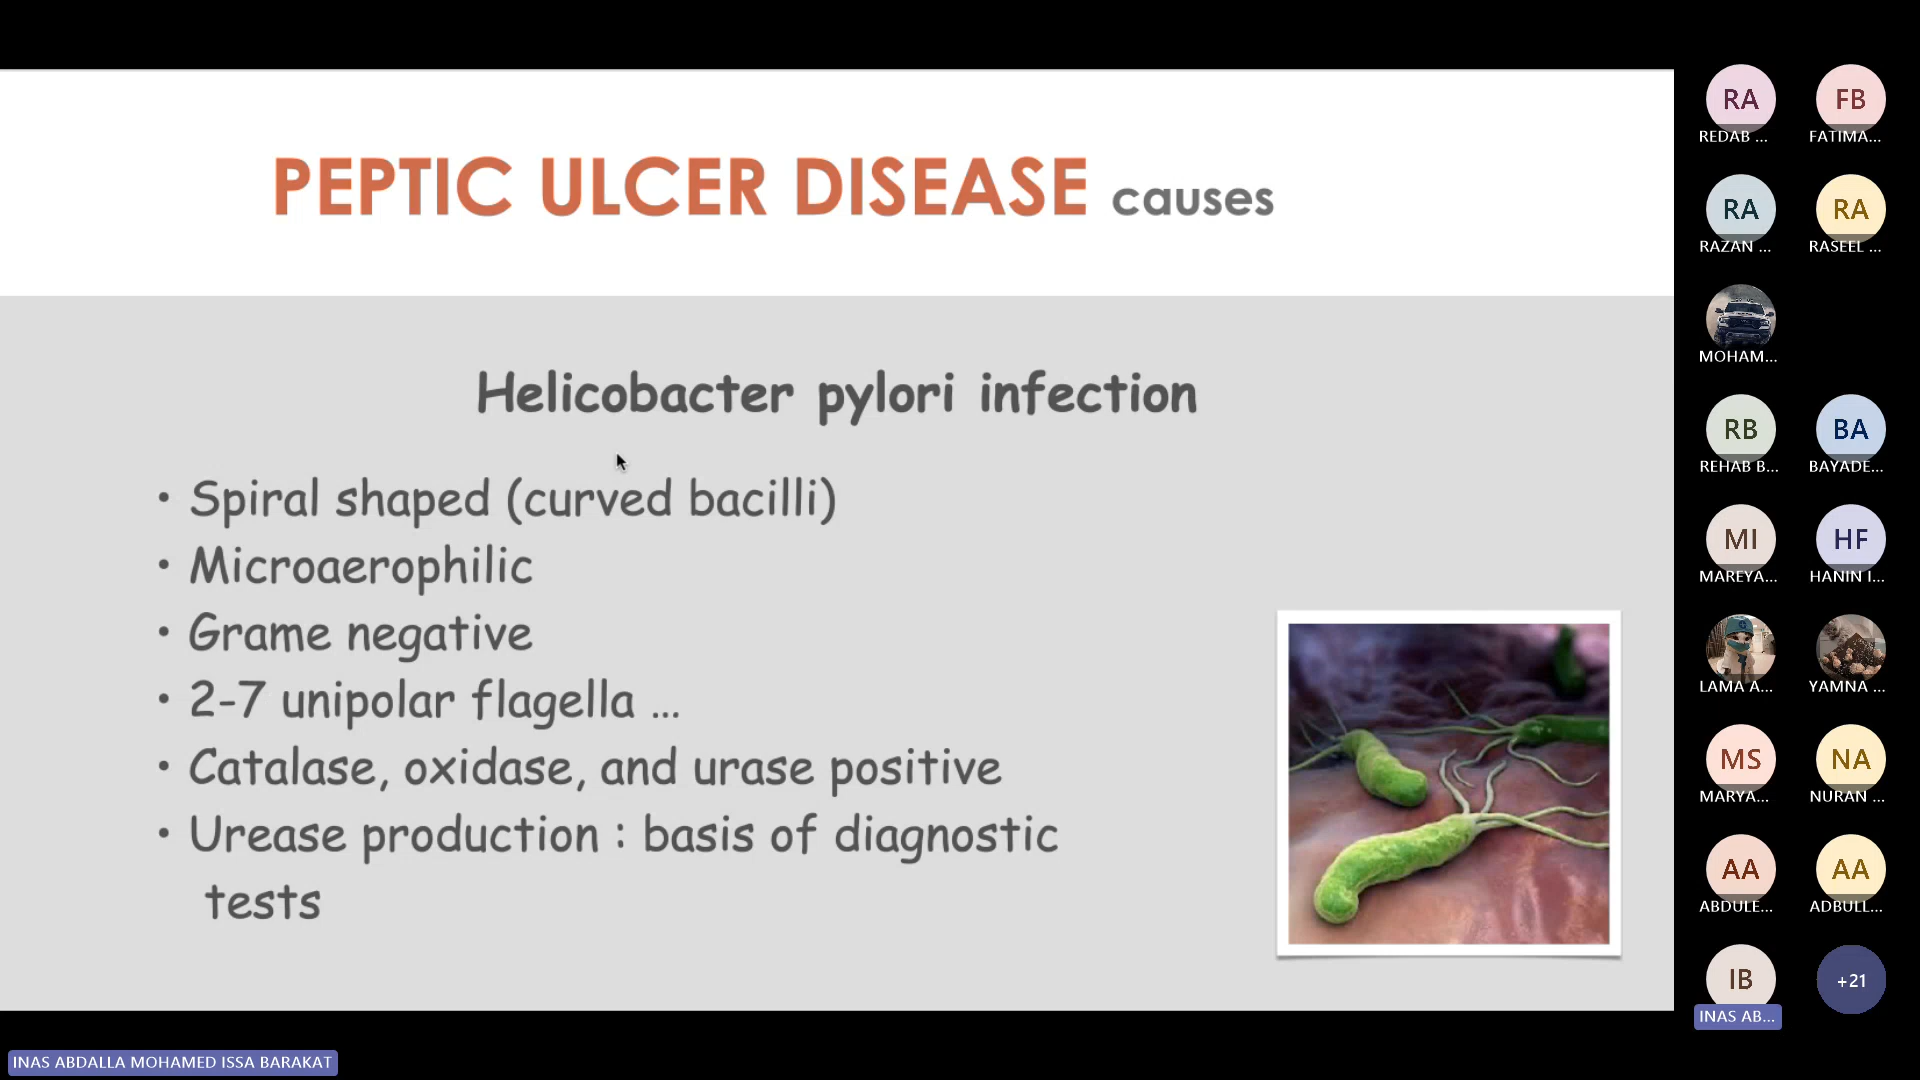 PEPTIC ULCER DISEASE causes
Helicobacter pylori infection
• Spiral shaped (curved bacilli)
• Microaerophilic
• Grame negative
• 2-7 unipolar flagella ...
• Catalase, oxidase, and urase positive
• Urease production : basis of diagnostic
tests
RA
REDAB ...
FB
FATIMA...
RA
RAZAN ...
RA
RASEEL ...
MOHAM...
RB
REHAB B...
BA
BAYADE...
MI
MAREYA...
HF
HANIN I...
LAMA A...
YAMNA ...
MS
MARYA...
NA
NURAN ...
AA
ABDULE...
AA
ADBULL...
IB
INAS AB...
+21
INAS ABDALLA MOHAMED ISSA BARAKAT